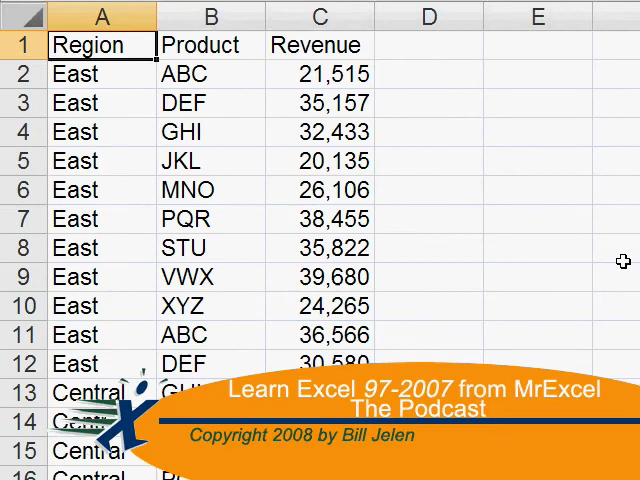 A B C D E
1 Region Product Revenue
2 East ABC 21,515
3 East DEF 35,157
4 East GHI 32,433
5 East JKL 20,135
6 East MNO 26,106
7 East PQR 38,455
8 East STU 35,822
9 East VWX 39,680
10 East XYZ 24,265
11 East ABC 36,566
12 East DEF 30,580
13 Central
14 Central
15 Central
16 Central
Learn Excel 97-2007 from MrExcel
The Podcast
Copyright 2008 by Bill Jelen